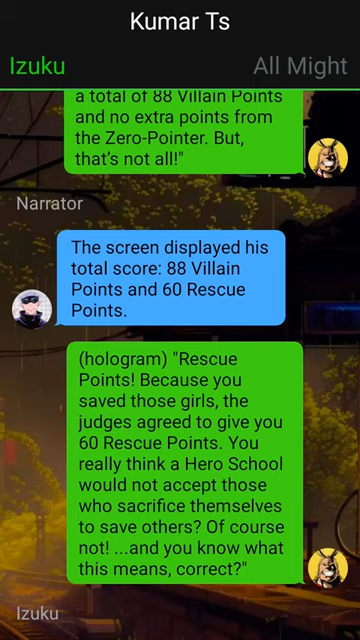 Kumar Ts
Izuku
All Might
a total of 88 Villain Points
and no extra points from
the Zero-Pointer. But,
that's not all!"
Narrator
The screen displayed his
total score: 88 Villain
Points and 60 Rescue
Points.
(hologram) "Rescue
Points! Because you
saved those girls, the
judges agreed to give you
60 Rescue Points. You
really think a Hero School
would not accept those
who sacrifice themselves
to save others? Of course
not! ...and you know what
this means, correct?"
Izuku